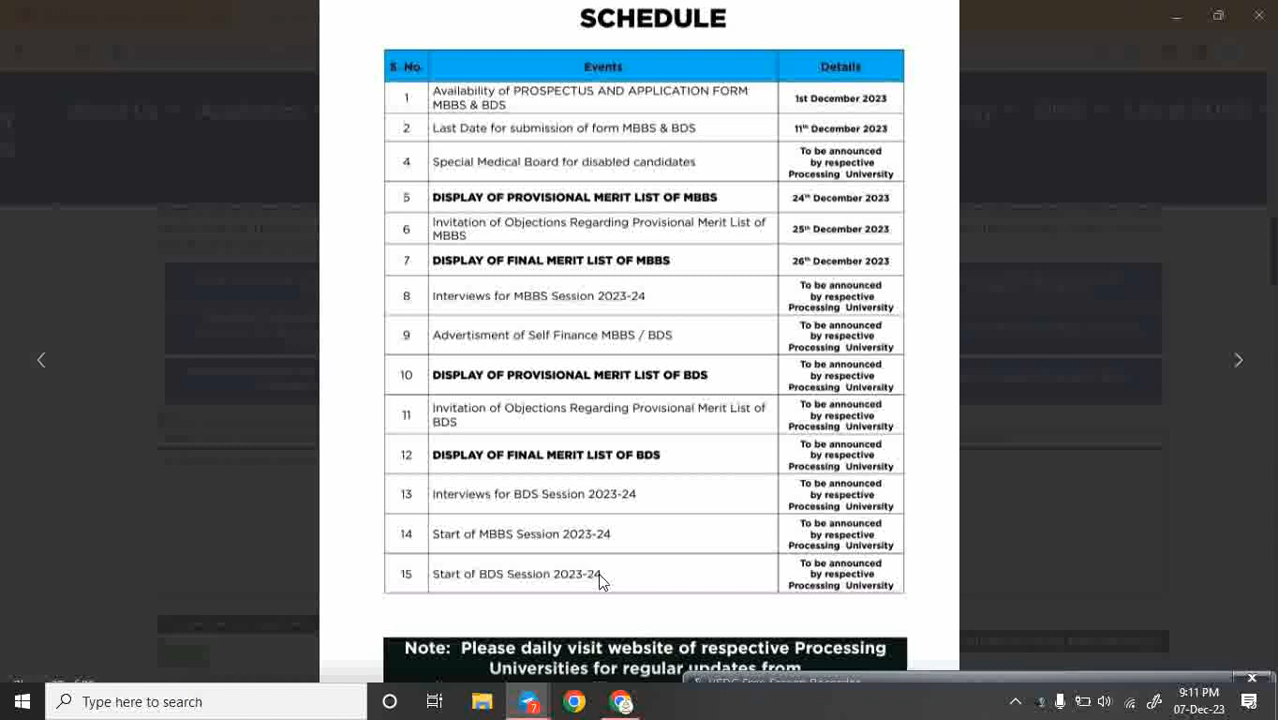 SCHEDULE
S. No. Events Details
1 Availability of PROSPECTUS AND APPLICATION FORM
MBBS & BDS 1st December 2023
2 Last Date for submission of form MBBS & BDS 11th December 2023
4 Special Medical Board for disabled candidates To be announced
by respective
Processing University
5 DISPLAY OF PROVISIONAL MERIT LIST OF MBBS 24th December 2023
6 Invitation of Objections Regarding Provisional Merit List of
MBBS 25th December 2023
7 DISPLAY OF FINAL MERIT LIST OF MBBS 26th December 2023
8 Interviews for MBBS Session 2023-24 To be announced
by respective
Processing University
9 Advertisment of Self Finance MBBS / BDS To be announced
by respective
Processing University
10 DISPLAY OF PROVISIONAL MERIT LIST OF BDS To be announced
by respective
Processing University
11 Invitation of Objections Regarding Provisional Merit List of
BDS To be announced
by respective
Processing University
12 DISPLAY OF FINAL MERIT LIST OF BDS To be announced
by respective
Processing University
13 Interviews for BDS Session 2023-24 To be announced
by respective
Processing University
14 Start of MBBS Session 2023-24 To be announced
by respective
Processing University
15 Start of BDS Session 2023-24 To be announced
by respective
Processing University
Note: Please daily visit website of respective Processing
Universities for regular updates from
Type here to search
7
9:11 PM
07-Dec-23